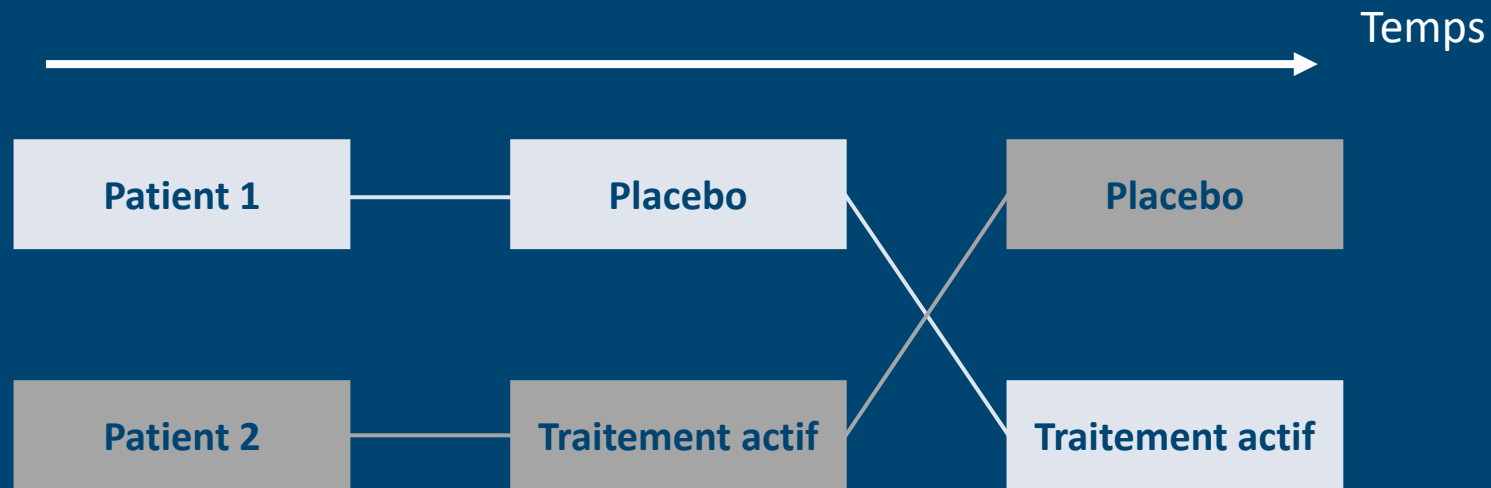 Temps
Patient 1
Placebo
Placebo
Patient 2
Traitement actif
Traitement actif